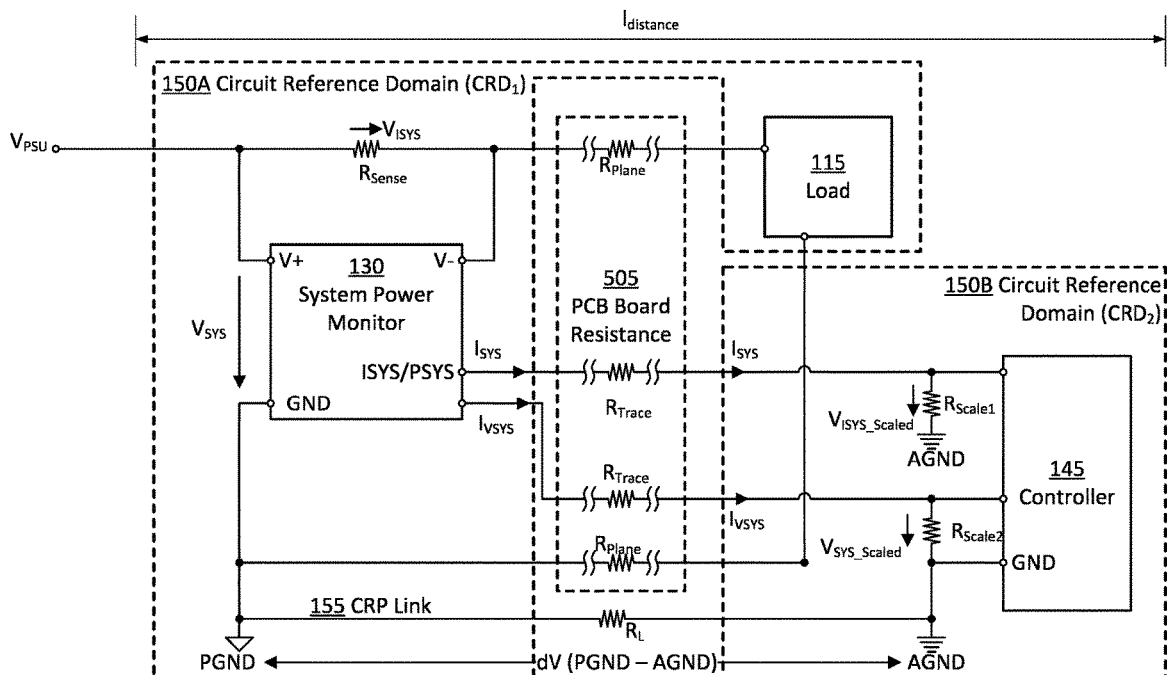 I_distance
150A Circuit Reference Domain (CRD₁)
V_PSU
V_ISYS
R_Sense
R_Plane
115
Load
V+
130
V-
System Power
Monitor
505
PCB Board
Resistance
150B Circuit Reference
Domain (CRD₂)
V_SYS
I_SYS
I_SYS
ISYS/PSYS
R_Trace
R_Scale1
V_ISYS_Scaled
GND
I_VSYS
AGND
145
Controller
R_Trace
I_VSYS
R_Scale2
V_SYS_Scaled
R_Plane
GND
155 CRP Link
R_L
PGND
dV (PGND – AGND)
AGND